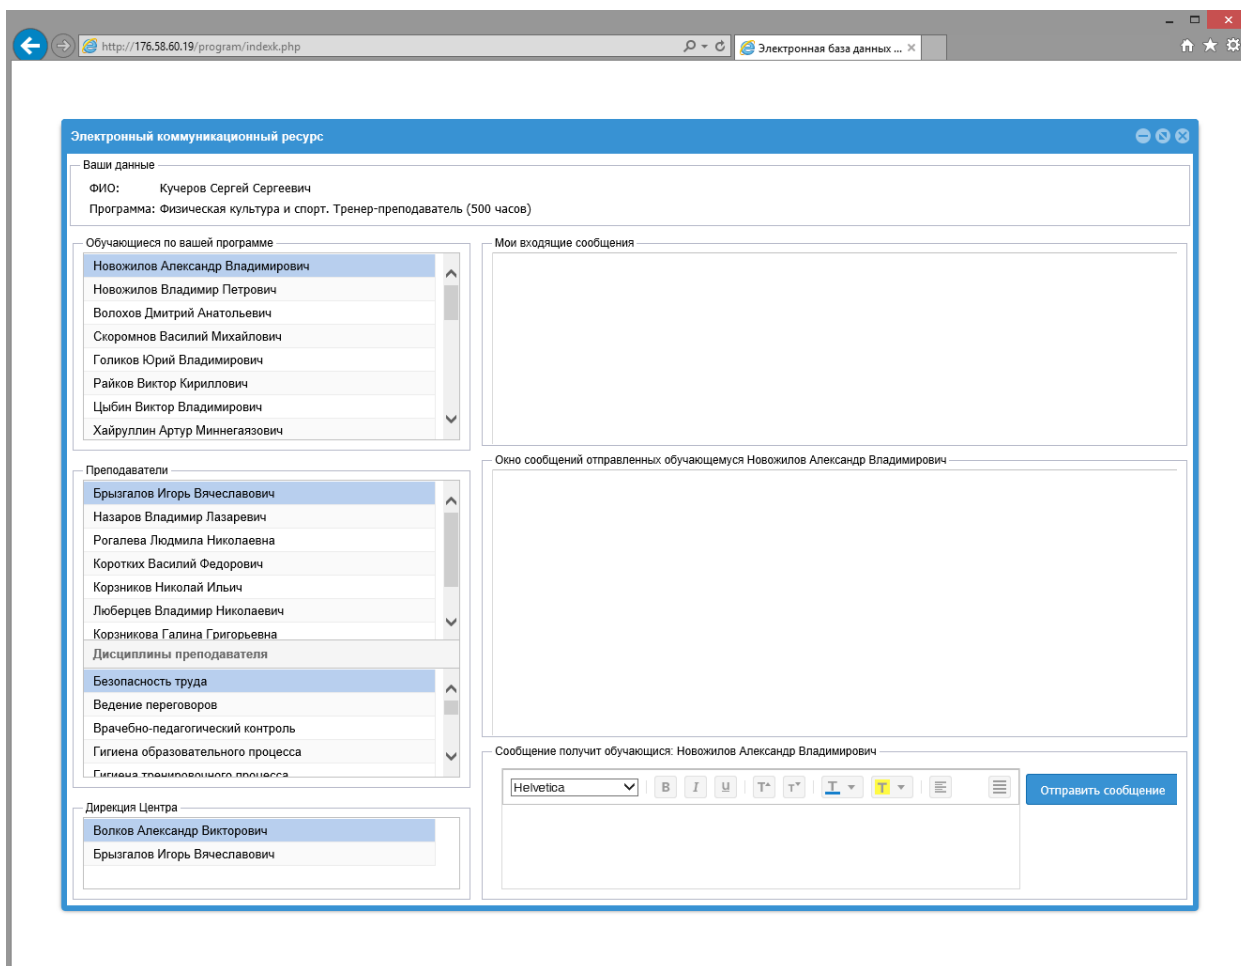 http://176.58.60.19/program/indexk.php
Электронная база данных ...
Электронный коммуникационный ресурс
Ваши данные
ФИО: Кучеров Сергей Сергеевич
Программа: Физическая культура и спорт. Тренер-преподаватель (500 часов)
Обучающиеся по вашей программе
Новожилов Александр Владимирович
Новожилов Владимир Петрович
Волохов Дмитрий Анатольевич
Скоромнов Василий Михайлович
Голиков Юрий Владимирович
Райков Виктор Кириллович
Цыбин Виктор Владимирович
Хайруллин Артур Миннегаязович
Преподаватели
Брызгалов Игорь Вячеславович
Назаров Владимир Лазаревич
Рогалева Людмила Николаевна
Коротких Василий Федорович
Корзников Николай Ильич
Люберцев Владимир Николаевич
Корзникова Галина Григорьевна
Дисциплины преподавателя
Безопасность труда
Ведение переговоров
Врачебно-педагогический контроль
Гигиена образовательного процесса
Гигиена тренировочного процесса
Дирекция Центра
Волков Александр Викторович
Брызгалов Игорь Вячеславович
Мои входящие сообщения
Окно сообщений отправленных обучающемуся Новожилов Александр Владимирович
Сообщение получит обучающися: Новожилов Александр Владимирович
Helvetica B I U T T T T
Отправить сообщение